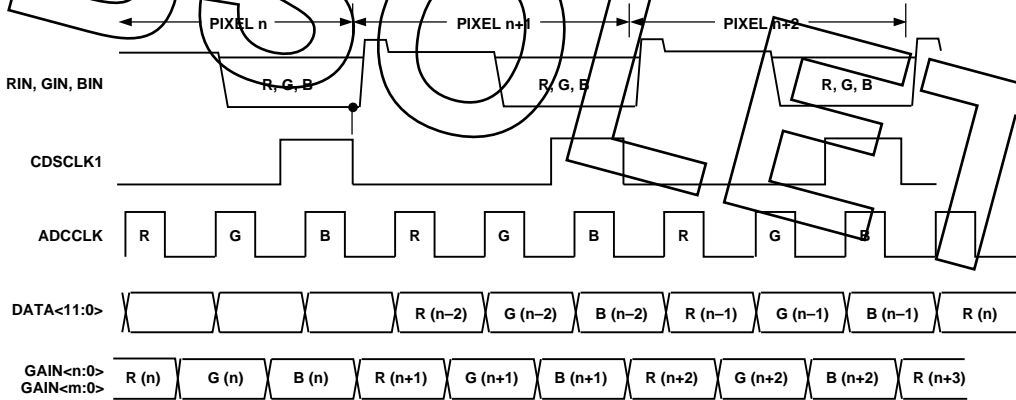 PIXEL n PIXEL n+1 PIXEL n+2
RIN, GIN, BIN R, G, B R, G, B R, G, B
CDSCLK1
ADCCLK R G B R G B R G B
DATA<11:0> R (n–2) G (n–2) B (n–2) R (n–1) G (n–1) B (n–1) R (n)
GAIN<n:0>
GAIN<m:0> R (n) G (n) B (n) R (n+1) G (n+1) B (n+1) R (n+2) G (n+2) B (n+2) R (n+3)